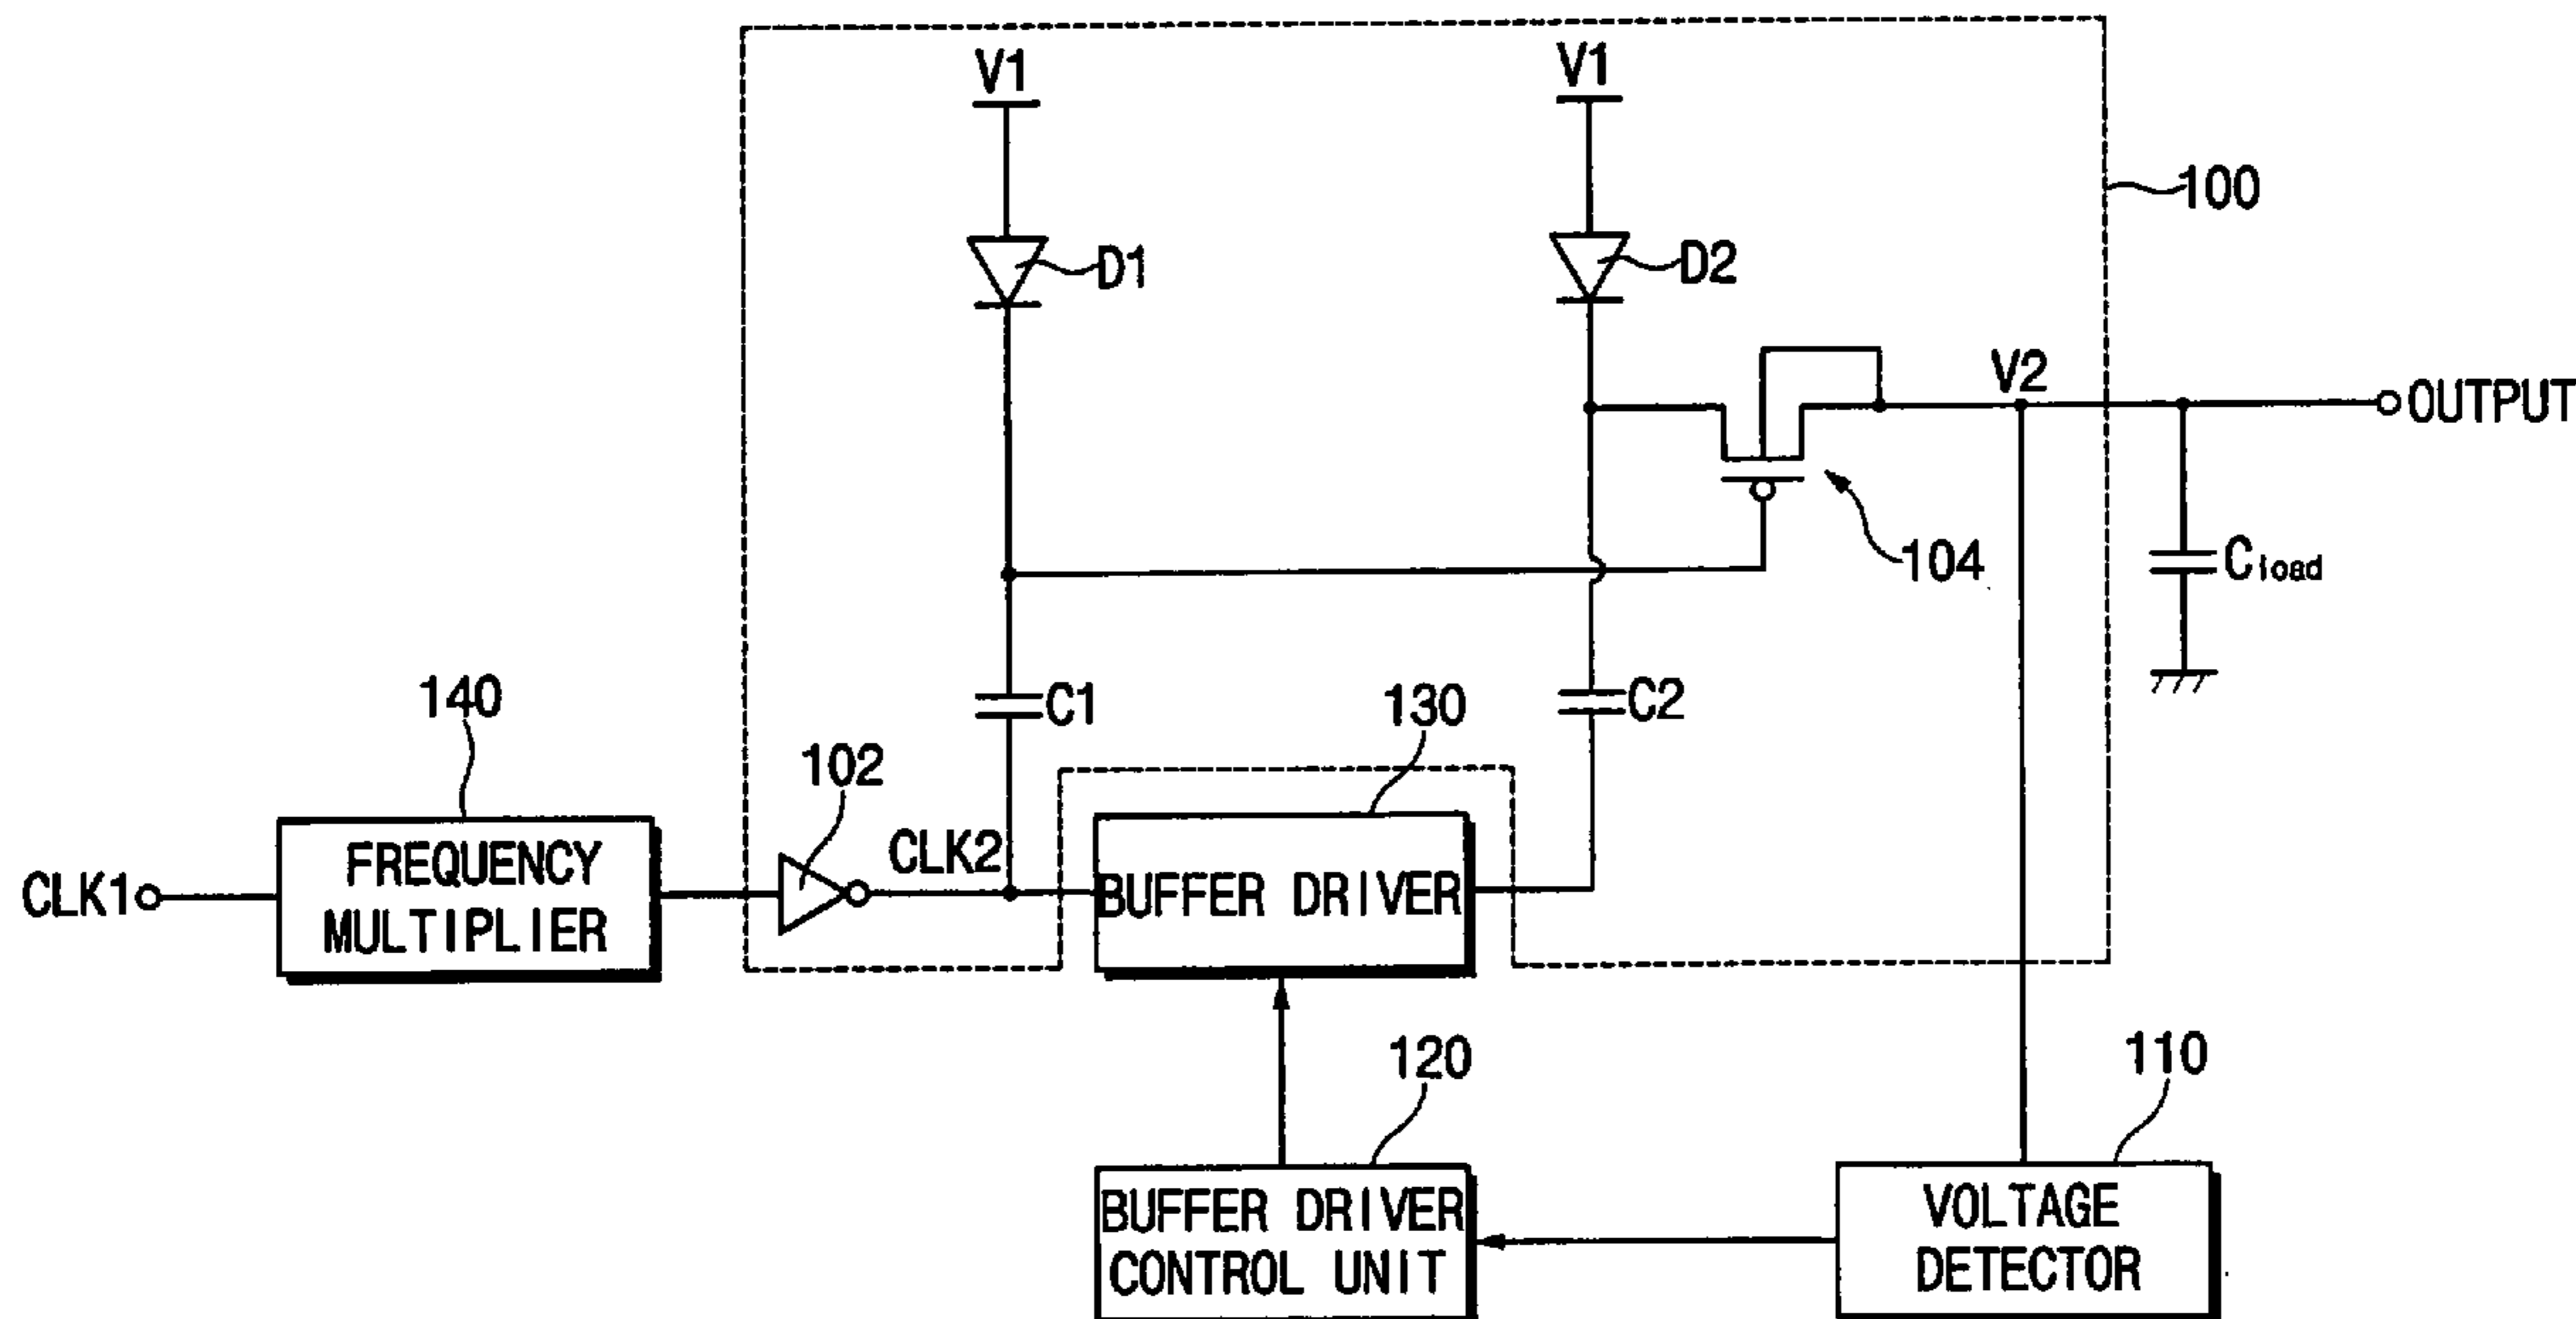 V1
V1
100
D1
D2
V2
OUTPUT
104
Cload
140
C1
130
C2
102
CLK2
CLK1
FREQUENCY
MULTIPLIER
BUFFER DRIVER
120
110
BUFFER DRIVER
CONTROL UNIT
VOLTAGE
DETECTOR